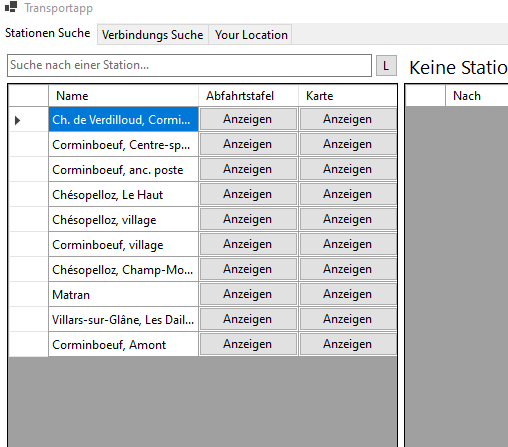 Transportapp
Stationen Suche Verbindungs Suche Your Location
Suche nach einer Station... L Keine Statio
Name Abfahrtstafel Karte Nach
Ch. de Verdilloud, Cormi... Anzeigen Anzeigen
Corminboeuf, Centre-sp... Anzeigen Anzeigen
Corminboeuf, anc. poste Anzeigen Anzeigen
Chésopelloz, Le Haut Anzeigen Anzeigen
Chésopelloz, village Anzeigen Anzeigen
Corminboeuf, village Anzeigen Anzeigen
Chésopelloz, Champ-Mo... Anzeigen Anzeigen
Matran Anzeigen Anzeigen
Villars-sur-Glâne, Les Dail... Anzeigen Anzeigen
Corminboeuf, Amont Anzeigen Anzeigen